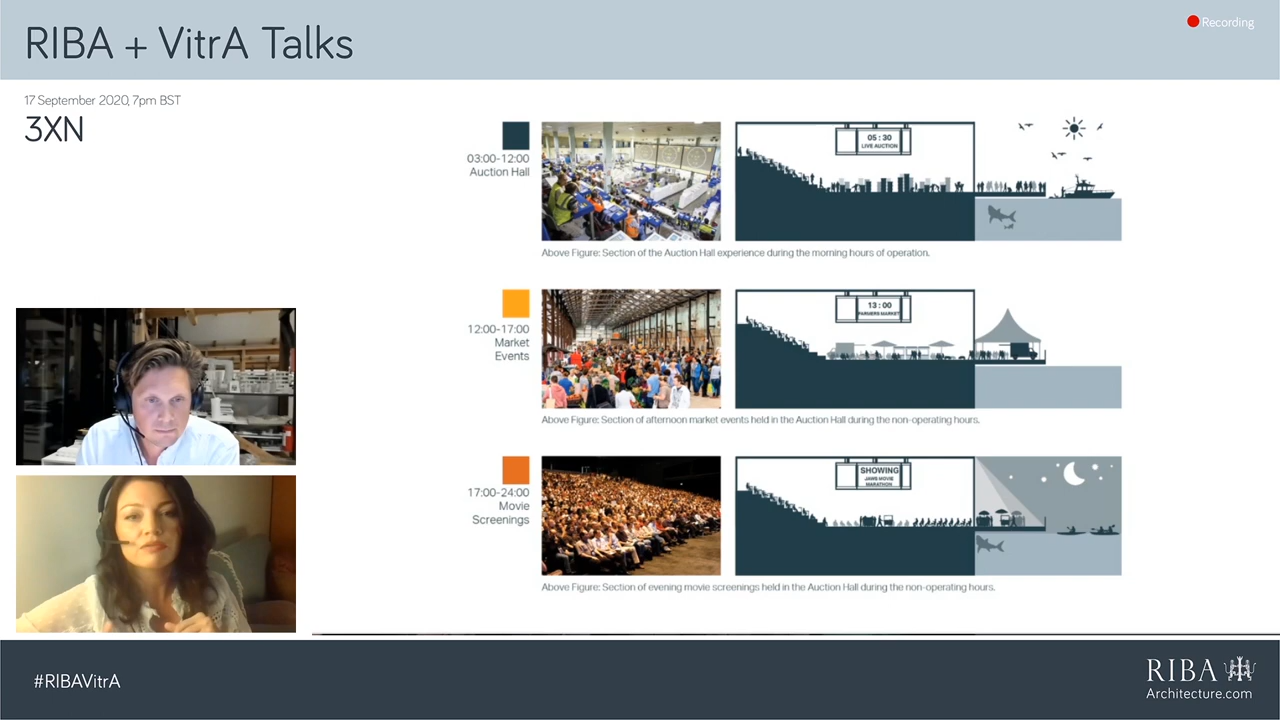 RIBA + VitrA Talks
Recording
17 September 2020, 7pm BST
3XN
03:00-12:00
Auction Hall
05 : 30
LIVE AUCTION
Above Figure: Section of the Auction Hall experience during the morning hours of operation.
12:00-17:00
Market
Events
13 : 00
FARMERS MARKET
Above Figure: Section of afternoon market events held in the Auction Hall during the non-operating hours.
17:00-24:00
Movie
Screenings
SHOWING
JAWS MOVIE
MARATHON
Above Figure: Section of evening movie screenings held in the Auction Hall during the non-operating hours.
#RIBAVitrA
RIBA
Architecture.com